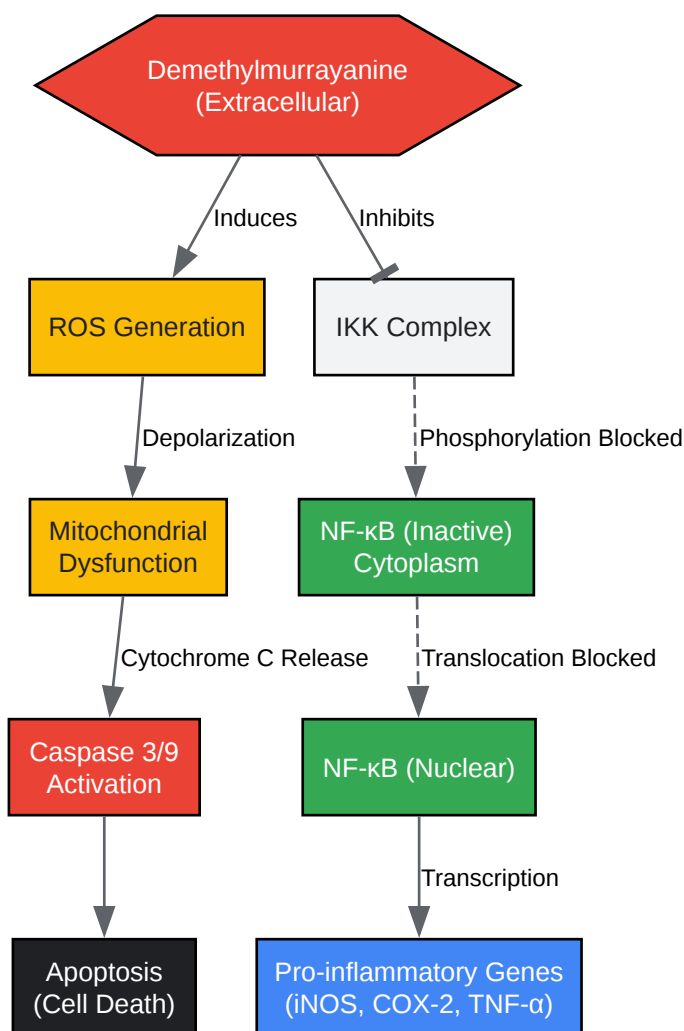 Demethylmurrayanine
(Extracellular)
Induces
Inhibits
ROS Generation
IKK Complex
Depolarization
Phosphorylation Blocked
Mitochondrial
Dysfunction
NF-κB (Inactive)
Cytoplasm
Cytochrome C Release
Translocation Blocked
Caspase 3/9
Activation
NF-κB (Nuclear)
Transcription
Apoptosis
(Cell Death)
Pro-inflammatory Genes
(iNOS, COX-2, TNF-α)